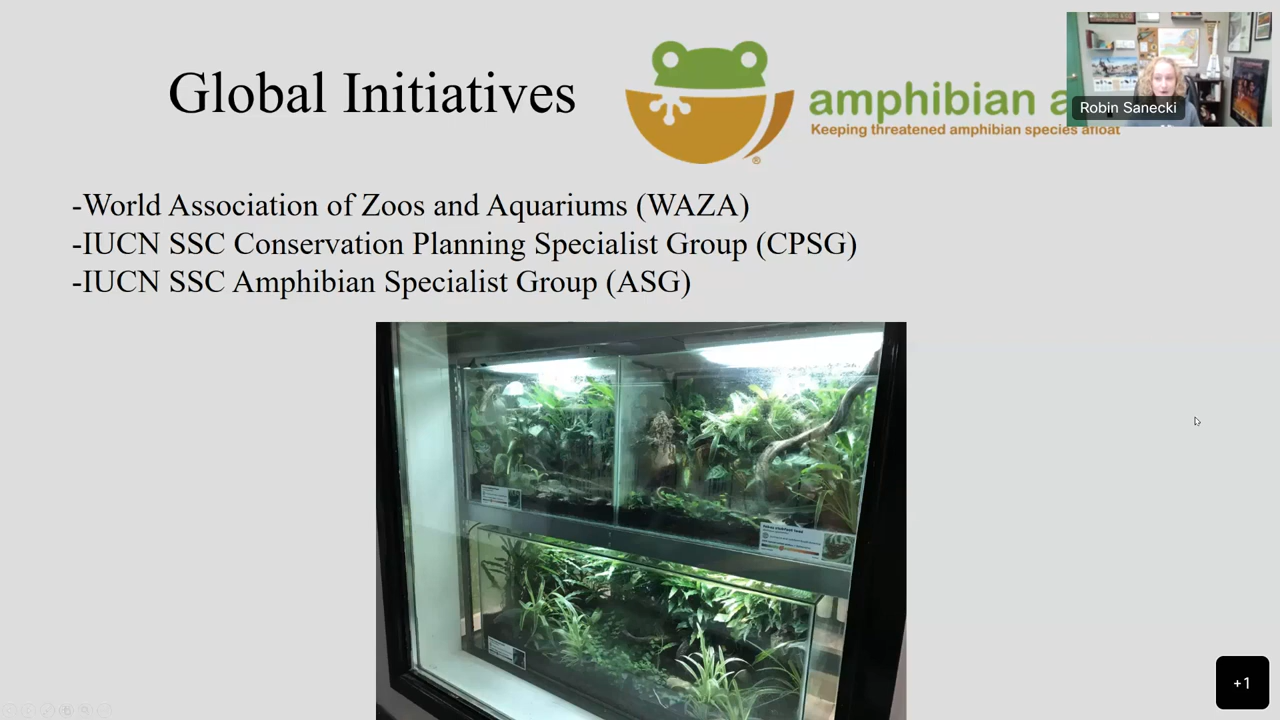 Global Initiatives
amphibian a
Keeping threatened amphibian species afloat
®
Robin Sanecki
-World Association of Zoos and Aquariums (WAZA)
-IUCN SSC Conservation Planning Specialist Group (CPSG)
-IUCN SSC Amphibian Specialist Group (ASG)
+1